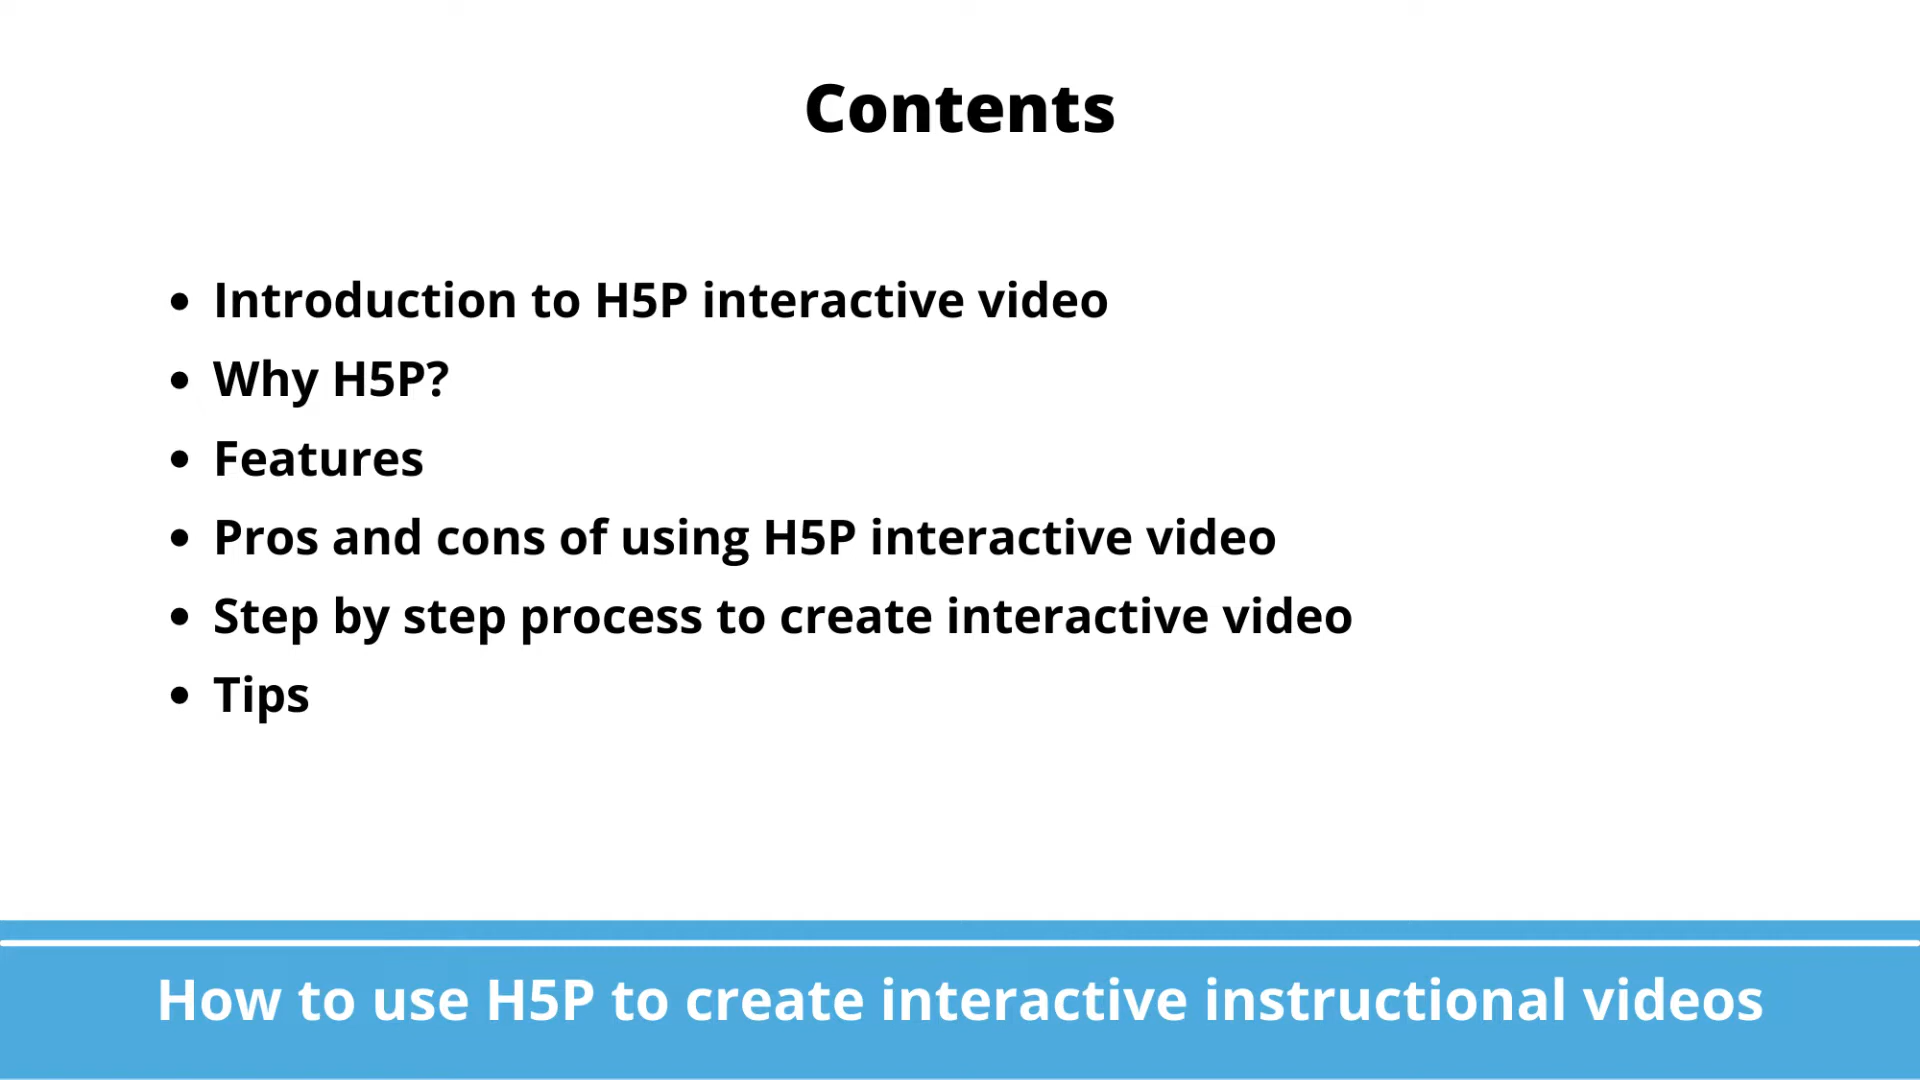 Contents
• Introduction to H5P interactive video
• Why H5P?
• Features
• Pros and cons of using H5P interactive video
• Step by step process to create interactive video
• Tips
How to use H5P to create interactive instructional videos